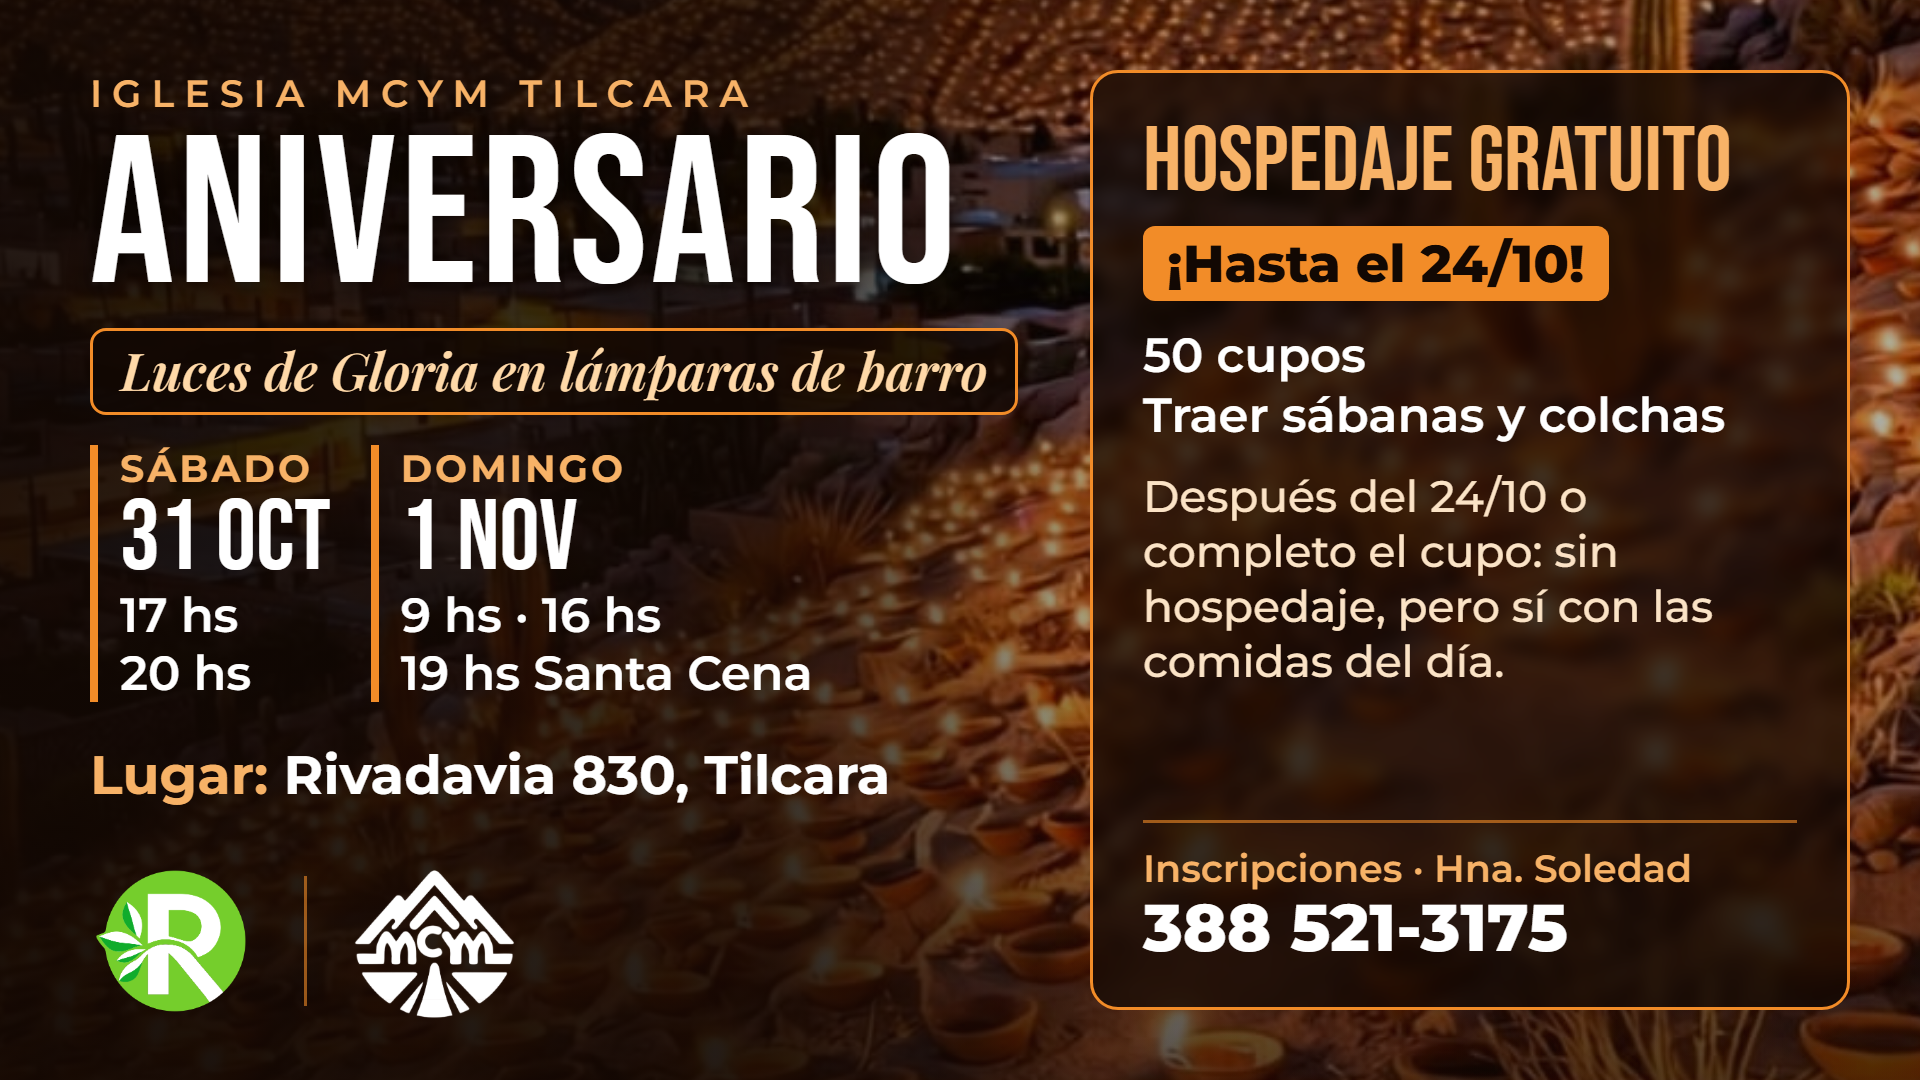 IGLESIA MCYM TILCARA
ANIVERSARIO
Luces de Gloria en lámparas de barro
SÁBADO
31 OCT
17 hs
20 hs
DOMINGO
1 NOV
9 hs · 16 hs
19 hs Santa Cena
Lugar: Rivadavia 830, Tilcara
R
mcym
HOSPEDAJE GRATUITO
¡Hasta el 24/10!
50 cupos
Traer sábanas y colchas
Después del 24/10 o
completo el cupo: sin
hospedaje, pero sí con las
comidas del día.
Inscripciones · Hna. Soledad
388 521-3175